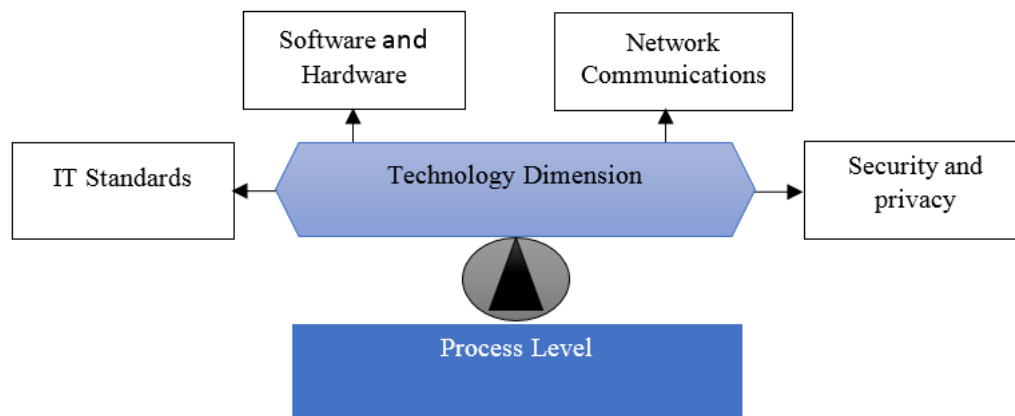 Software and
Hardware
Network
Communications
IT Standards
Technology Dimension
Security and
privacy
Process Level